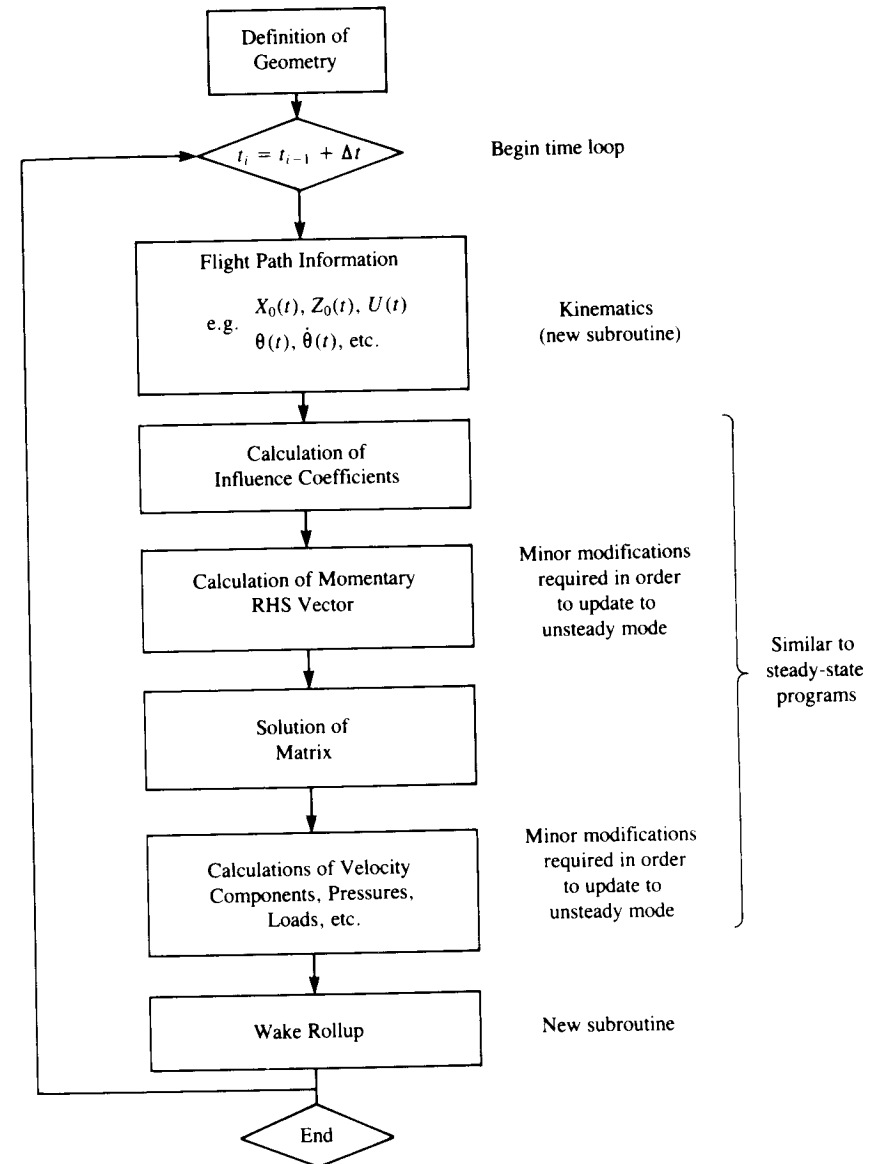 Definition of
Geometry
t_i = t_{i−1} + Δt
Begin time loop
Flight Path Information
e.g. X_0(t), Z_0(t), U(t)
θ(t), θ̇(t), etc.
Kinematics
(new subroutine)
Calculation of
Influence Coefficients
Calculation of Momentary
RHS Vector
Minor modifications
required in order
to update to
unsteady mode
Similar to
steady-state
programs
Solution of
Matrix
Calculations of Velocity
Components, Pressures,
Loads, etc.
Minor modifications
required in order
to update to
unsteady mode
Wake Rollup
New subroutine
End